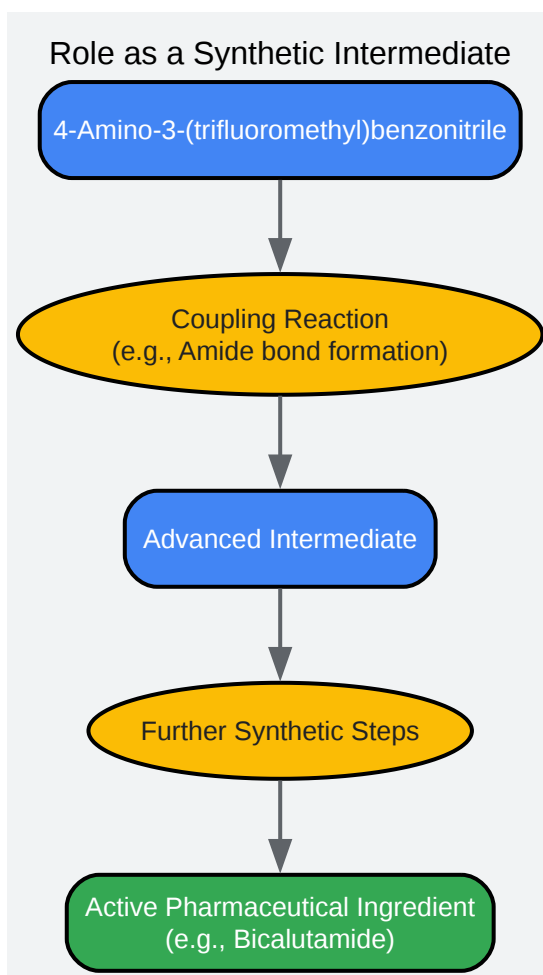 Role as a Synthetic Intermediate
4-Amino-3-(trifluoromethyl)benzonitrile
Coupling Reaction
(e.g., Amide bond formation)
Advanced Intermediate
Further Synthetic Steps
Active Pharmaceutical Ingredient
(e.g., Bicalutamide)